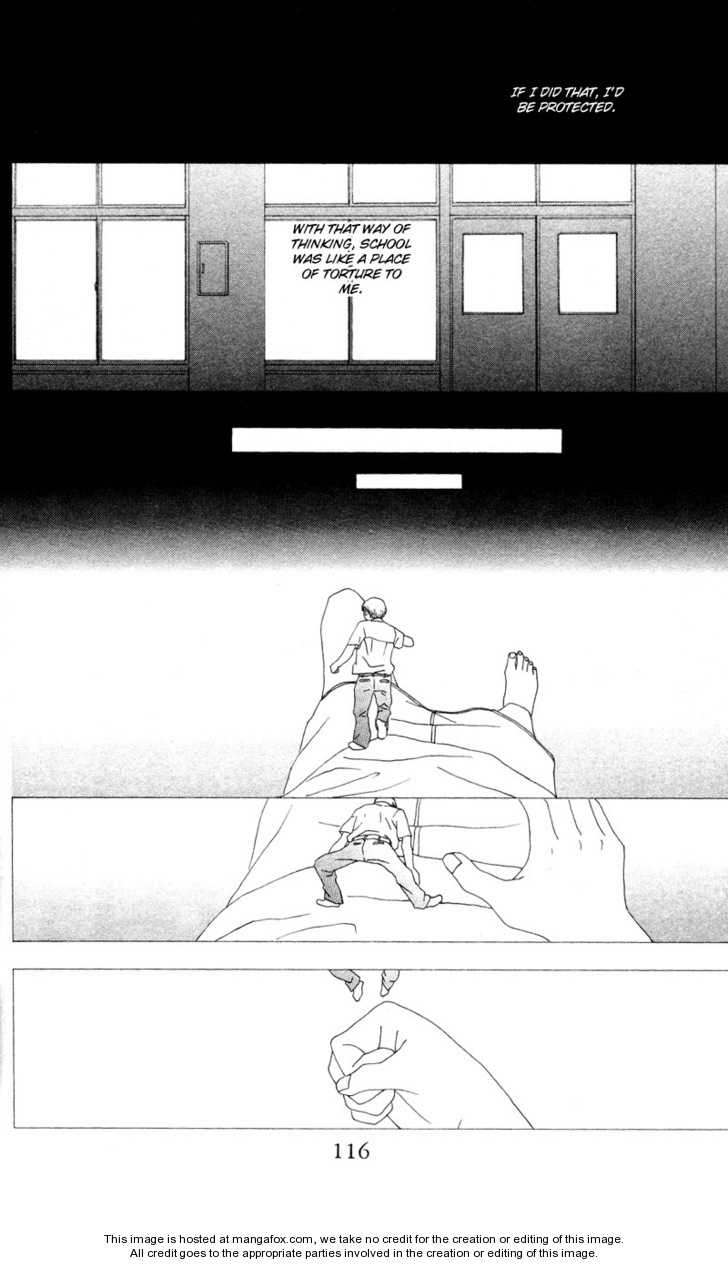 IF I DID THAT, I'D
BE PROTECTED.
WITH THAT WAY OF
THINKING, SCHOOL
WAS LIKE A PLACE
OF TORTURE TO
ME.
116
This image is hosted at mangafox.com, we take no credit for the creation or editing of this image.
All credit goes to the appropriate parties involved in the creation or editing of this image.